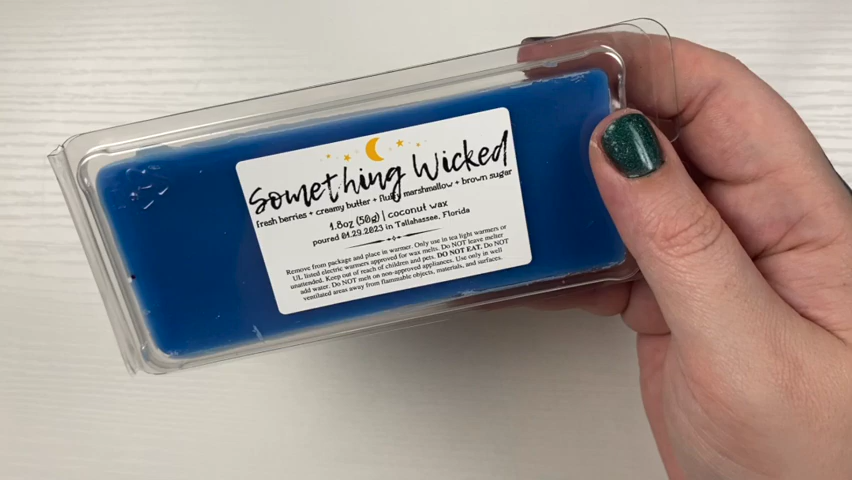 Something Wicked
fresh berries + creamy butter + fluffy marshmallow + brown sugar
1.8oz (50g) | coconut wax
poured 01.29.2023 in Tallahassee, Florida
Remove from package and place in warmer. Only use in tea light warmers or
UL listed electric warmers approved for wax melts. Do NOT leave melter
unattended. Keep out of reach of children and pets. DO NOT EAT. Do NOT
add water. Do NOT melt on non-approved appliances. Use only in well
ventilated areas away from flammable objects, materials, and surfaces.